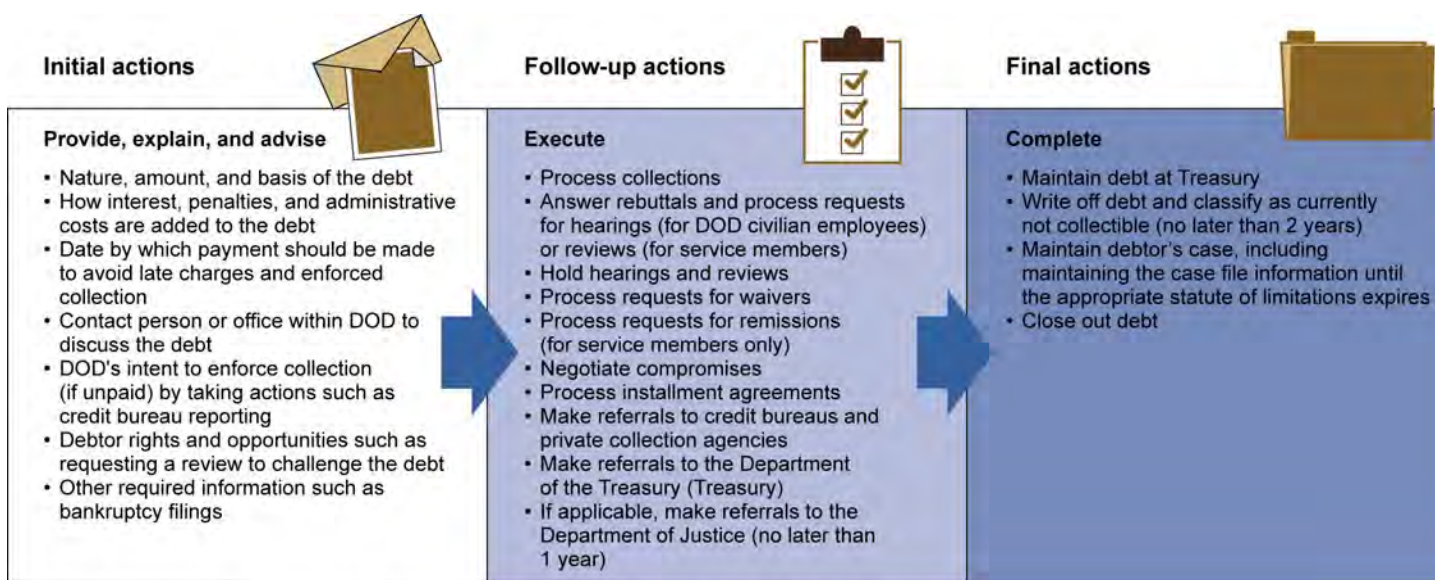 Initial actions
Provide, explain, and advise
• Nature, amount, and basis of the debt
• How interest, penalties, and administrative
costs are added to the debt
• Date by which payment should be made
to avoid late charges and enforced
collection
• Contact person or office within DOD to
discuss the debt
• DOD's intent to enforce collection
(if unpaid) by taking actions such as
credit bureau reporting
• Debtor rights and opportunities such as
requesting a review to challenge the debt
• Other required information such as
bankruptcy filings
Follow-up actions
Execute
• Process collections
• Answer rebuttals and process requests
for hearings (for DOD civilian employees)
or reviews (for service members)
• Hold hearings and reviews
• Process requests for waivers
• Process requests for remissions
(for service members only)
• Negotiate compromises
• Process installment agreements
• Make referrals to credit bureaus and
private collection agencies
• Make referrals to the Department
of the Treasury (Treasury)
• If applicable, make referrals to the
Department of Justice (no later than
1 year)
Final actions
Complete
• Maintain debt at Treasury
• Write off debt and classify as currently
not collectible (no later than 2 years)
• Maintain debtor's case, including
maintaining the case file information until
the appropriate statute of limitations expires
• Close out debt